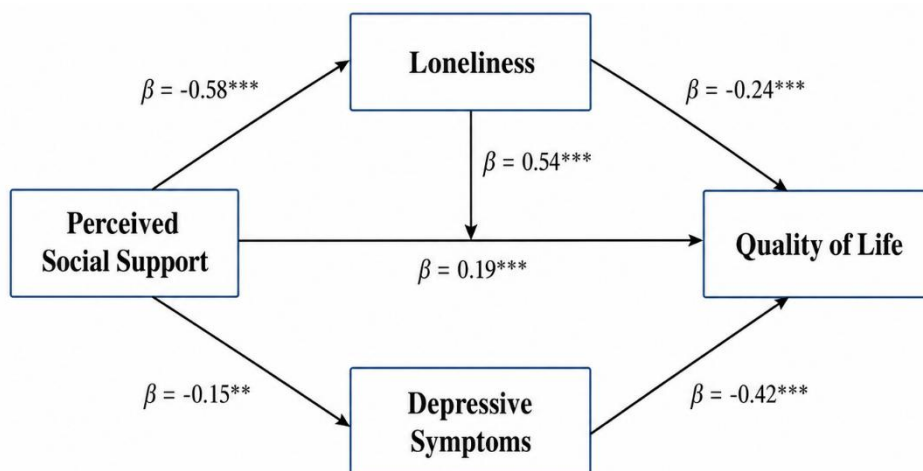 Loneliness
β = -0.58***
β = -0.24***
β = 0.54***
Perceived
Social Support
Quality of Life
β = 0.19***
β = -0.15**
β = -0.42***
Depressive
Symptoms